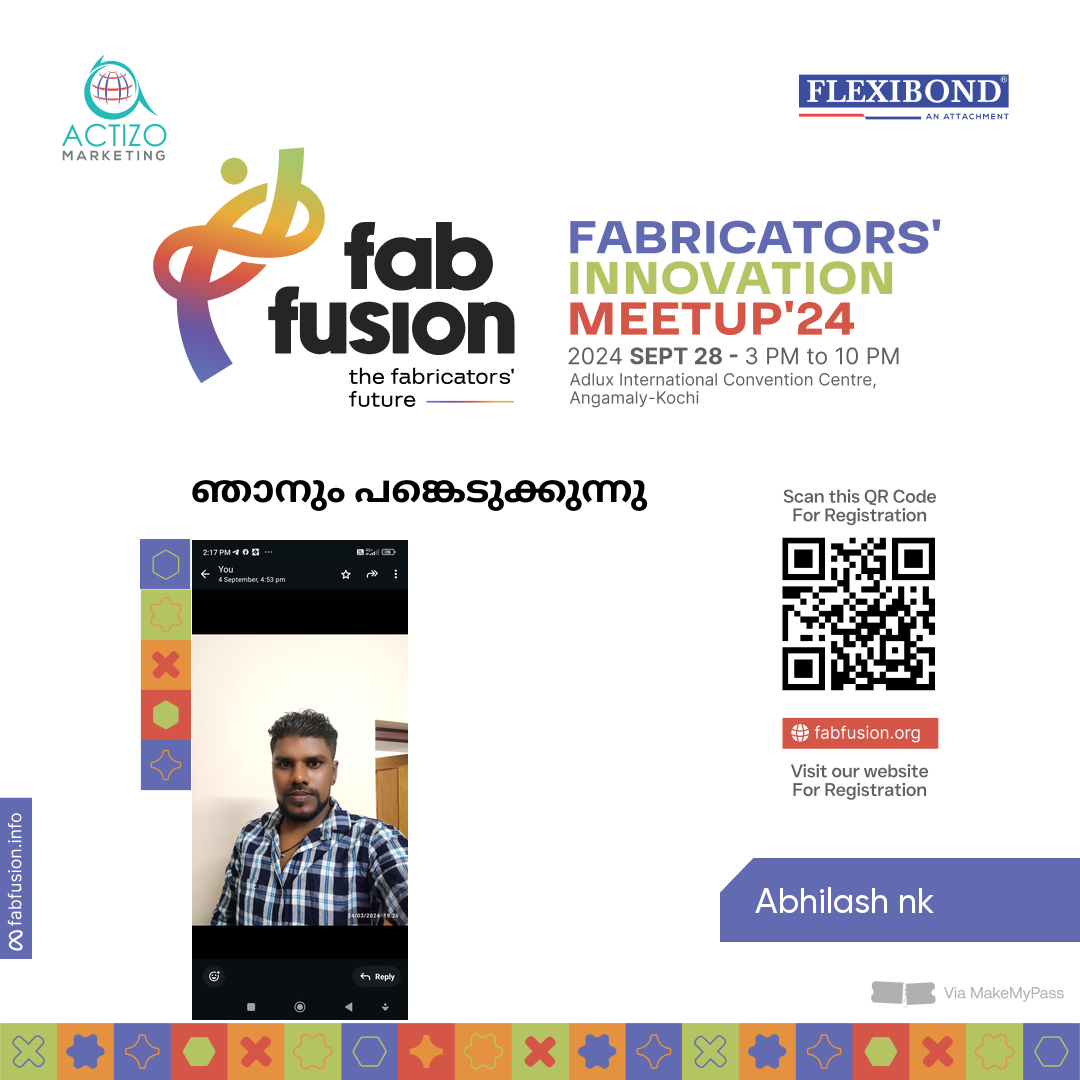 ACTIZO
MARKETING
FLEXIBOND®
AN ATTACHMENT
fab
fusion
the fabricators'
future
FABRICATORS'
INNOVATION
MEETUP'24
2024 SEPT 28 - 3 PM to 10 PM
Adlux International Convention Centre,
Angamaly-Kochi
ഞാനും പങ്കെടുക്കുന്നു
Scan this QR Code
For Registration
fabfusion.org
Visit our website
For Registration
2:17 PM
You
4 September, 4:53 pm
24/03/2024 19:26
Reply
fabfusion.info
Abhilash nk
Via MakeMyPass